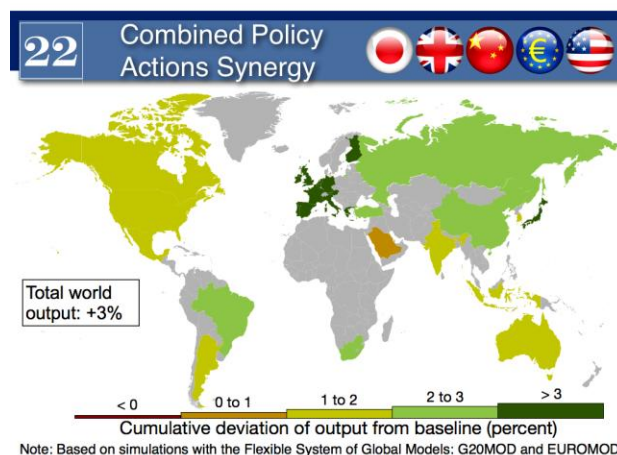 22
Combined Policy
Actions Synergy
€
Total world
output: +3%
< 0
0 to 1
1 to 2
2 to 3
> 3
Cumulative deviation of output from baseline (percent)
Note: Based on simulations with the Flexible System of Global Models: G20MOD and EUROMOD